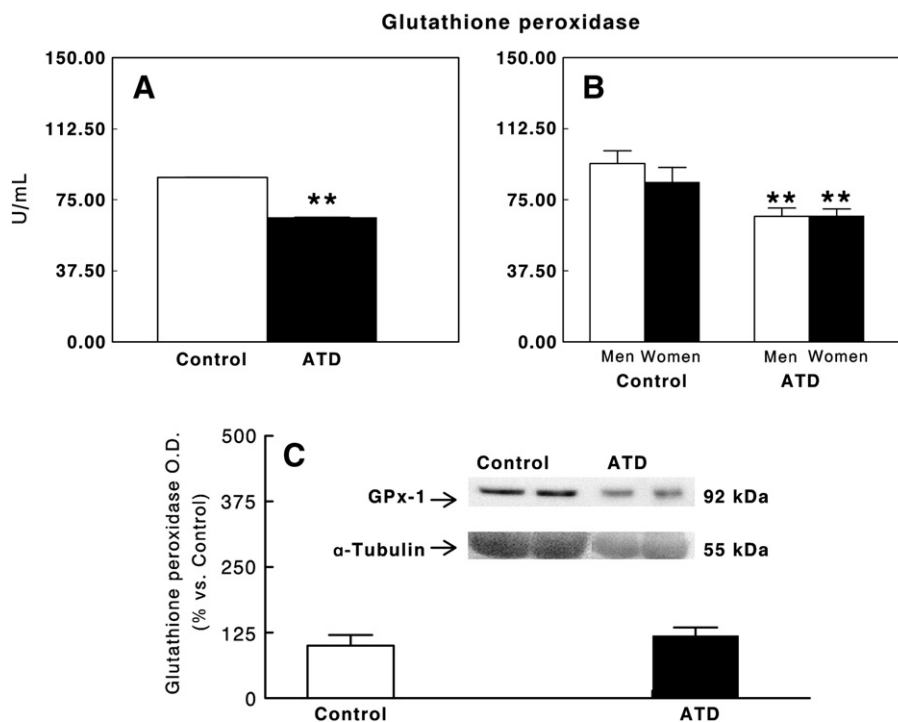 Glutathione peroxidase
A
U/mL
150.00
112.50
75.00
37.50
0.00
**
Control
ATD
B
150.00
112.50
75.00
37.50
0.00
** **
Men Women
Men Women
Control
ATD
C
Glutathione peroxidase O.D.
(% vs. Control)
500
375
250
125
0
Control ATD
GPx-1
92 kDa
α-Tubulin
55 kDa
Control
ATD